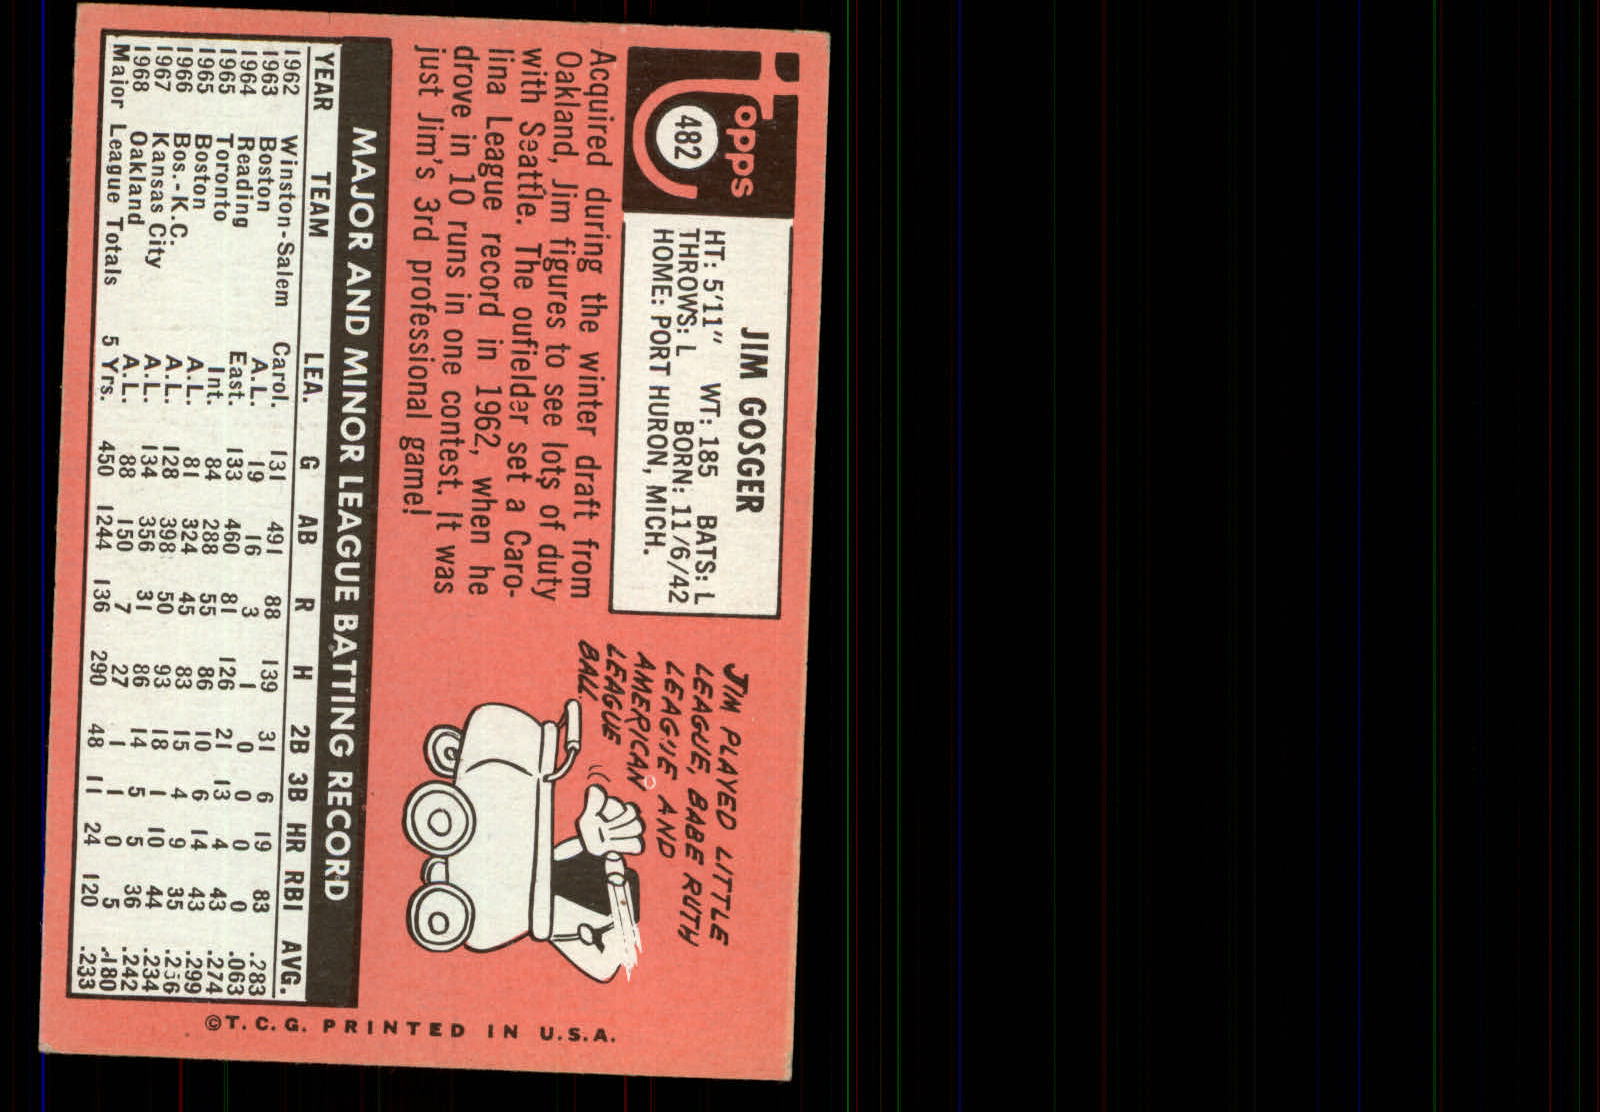 Topps
482
JIM GOSGER
HT: 5'11" WT: 185 BATS: L
THROWS: L BORN: 11/6/42
HOME: PORT HURON, MICH.
Acquired during the winter draft from
Oakland, Jim figures to see lots of duty
with Seattle. The oufielder set a Caro-
lina League record in 1962, when he
drove in 10 runs in one contest. It was
just Jim's 3rd professional game!
JIM PLAYED LITTLE
LEAGUE, BABE RUTH
LEAGUE AND
AMERICAN
LEAGUE
BALL.
MAJOR AND MINOR LEAGUE BATTING RECORD
YEAR TEAM LEA. G AB R H 2B 3B HR RBI AVG.
1962 Winston-Salem Carol. 131 491 88 139 31 6 19 83 .283
1963 Boston A.L. 19 16 3 1 0 0 0 0 .063
1964 Reading East. 133 460 81 126 21 13 4 43 .274
1965 Toronto Int. 84 288 55 86 10 6 14 43 .299
1965 Boston A.L. 81 324 45 83 15 4 9 35 .256
1966 Bos.-K.C. A.L. 128 398 50 93 18 1 10 44 .234
1967 Kansas City A.L. 134 356 31 86 14 5 5 36 .242
1968 Oakland A.L. 88 150 7 27 1 1 0 5 .180
Major League Totals 5 Yrs. 450 1244 136 290 48 11 24 120 .233
©T.C.G. PRINTED IN U.S.A.